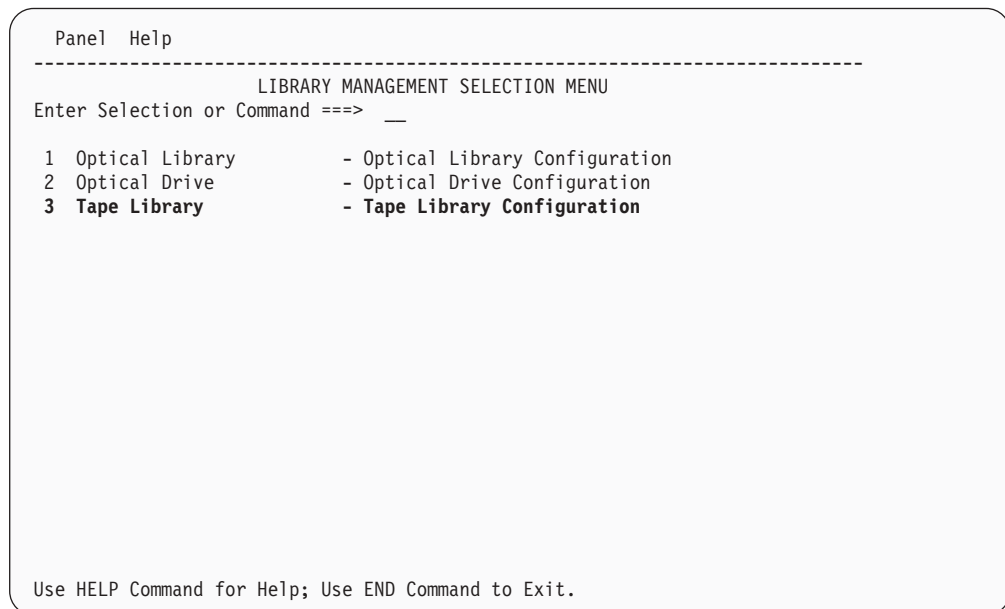 Panel Help
------------------------------------------------------------------------------
LIBRARY MANAGEMENT SELECTION MENU
Enter Selection or Command ===> __
1 Optical Library - Optical Library Configuration
2 Optical Drive - Optical Drive Configuration
3 Tape Library - Tape Library Configuration
Use HELP Command for Help; Use END Command to Exit.